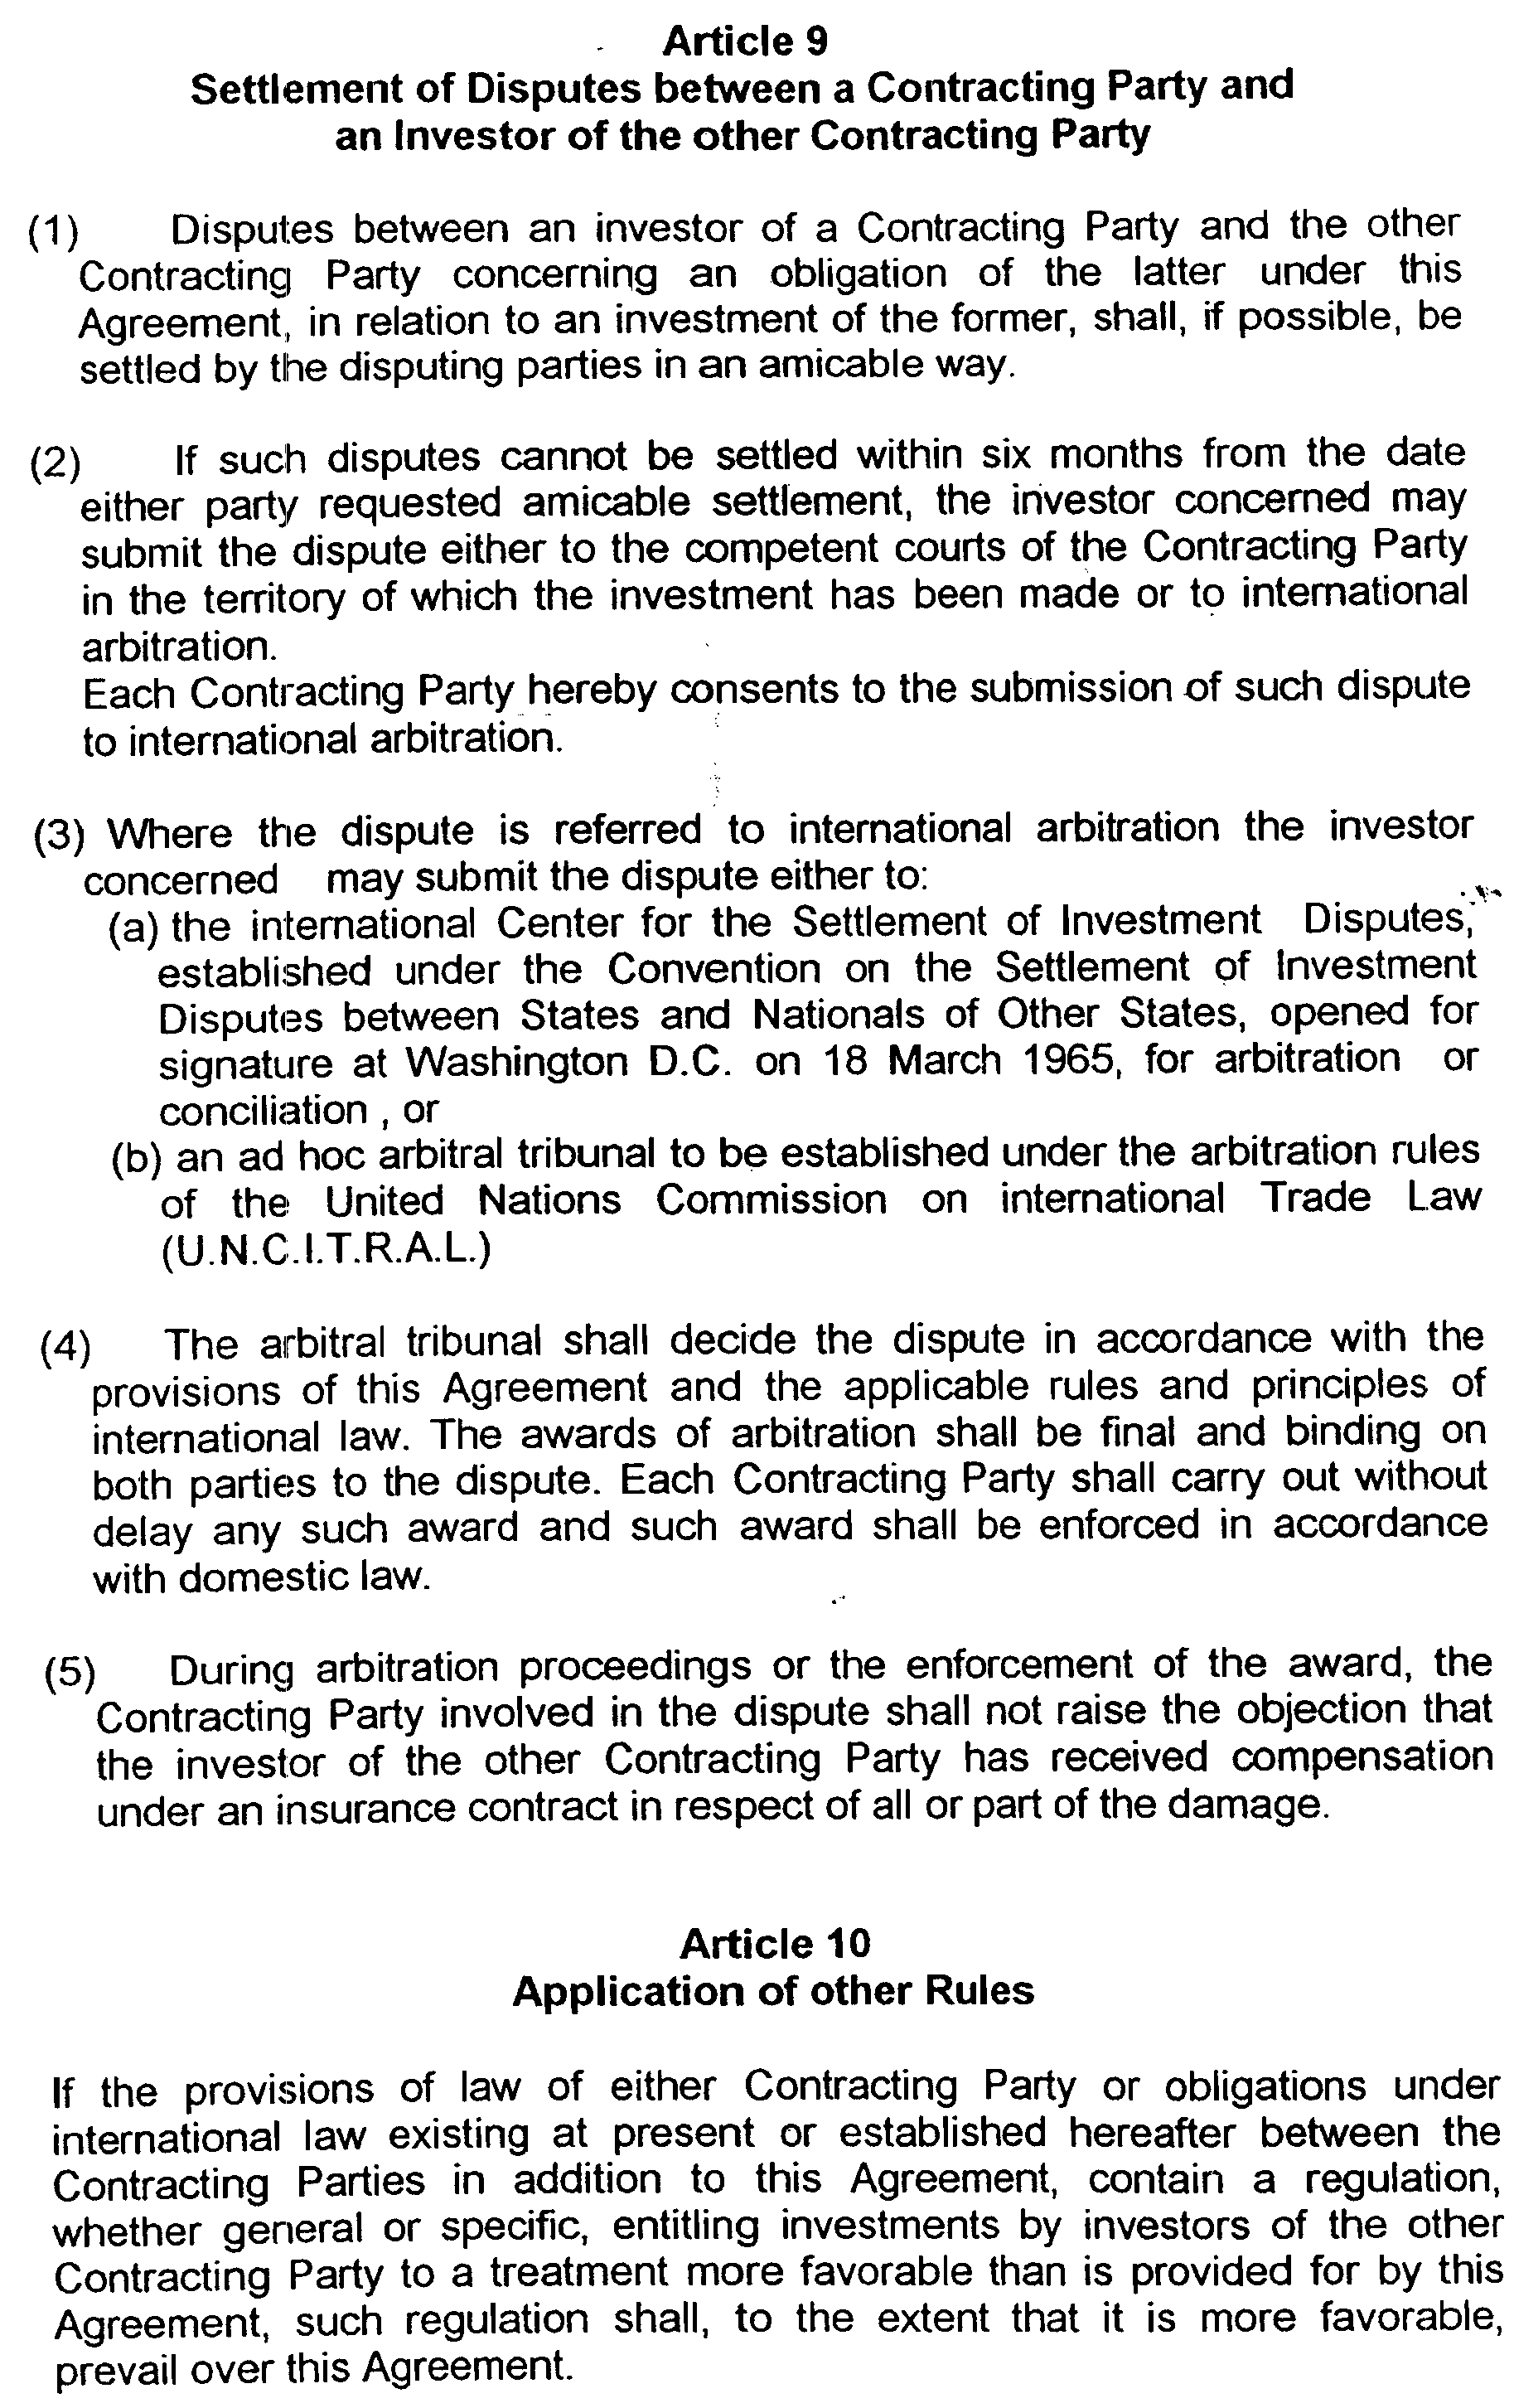 Article 9
Settlement of Disputes between a Contracting Party and
an Investor of the other Contracting Party
(1) Disputes between an investor of a Contracting Party and the other
Contracting Party concerning an obligation of the latter under this
Agreement, in relation to an investment of the former, shall, if possible, be
settled by the disputing parties in an amicable way.
(2) If such disputes cannot be settled within six months from the date
either party requested amicable settlement, the investor concerned may
submit the dispute either to the competent courts of the Contracting Party
in the territory of which the investment has been made or to international
arbitration.
Each Contracting Party hereby consents to the submission of such dispute
to international arbitration.
(3) Where the dispute is referred to international arbitration the investor
concerned may submit the dispute either to:
(a) the international Center for the Settlement of Investment Disputes,
established under the Convention on the Settlement of Investment
Disputes between States and Nationals of Other States, opened for
signature at Washington D.C. on 18 March 1965, for arbitration or
conciliation , or
(b) an ad hoc arbitral tribunal to be established under the arbitration rules
of the United Nations Commission on international Trade Law
(U.N.C.I.T.R.A.L.)
(4) The arbitral tribunal shall decide the dispute in accordance with the
provisions of this Agreement and the applicable rules and principles of
international law. The awards of arbitration shall be final and binding on
both parties to the dispute. Each Contracting Party shall carry out without
delay any such award and such award shall be enforced in accordance
with domestic law.
(5) During arbitration proceedings or the enforcement of the award, the
Contracting Party involved in the dispute shall not raise the objection that
the investor of the other Contracting Party has received compensation
under an insurance contract in respect of all or part of the damage.
Article 10
Application of other Rules
If the provisions of law of either Contracting Party or obligations under
international law existing at present or established hereafter between the
Contracting Parties in addition to this Agreement, contain a regulation,
whether general or specific, entitling investments by investors of the other
Contracting Party to a treatment more favorable than is provided for by this
Agreement, such regulation shall, to the extent that it is more favorable,
prevail over this Agreement.